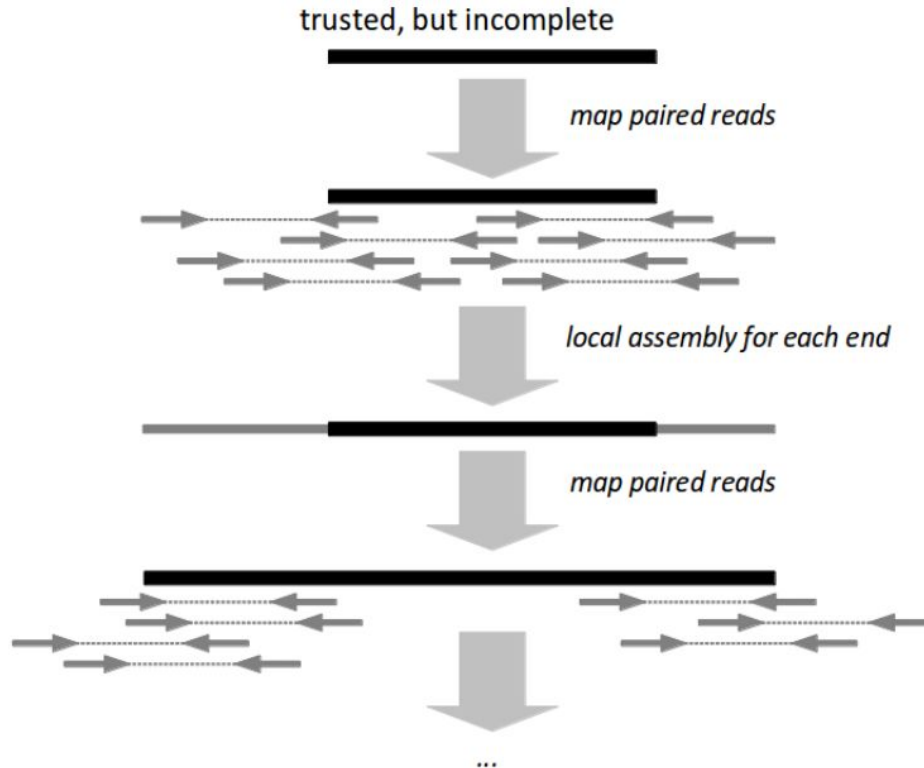 trusted, but incomplete
map paired reads
local assembly for each end
map paired reads
...